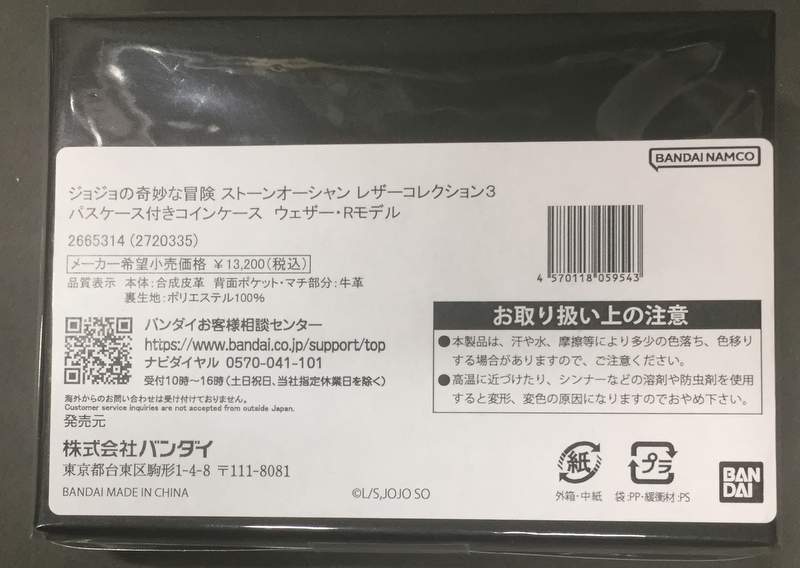 BANDAI NAMCO
ジョジョの奇妙な冒険 ストーンオーシャン レザーコレクション3
パスケース付きコインケース ウェザー・Rモデル
2665314 (2720335)
メーカー希望小売価格 ¥13,200(税込)
品質表示 本体:合成皮革 背面ポケット・マチ部分:牛革
裏生地:ポリエステル100%
4 570118 059543
バンダイお客様相談センター
https://www.bandai.co.jp/support/top
ナビダイヤル 0570-041-101
受付10時〜16時(土日祝日、当社指定休業日を除く)
海外からのお問い合わせは受け付けておりません。
Customer service inquiries are not accepted from outside Japan.
発売元
株式会社バンダイ
東京都台東区駒形1-4-8 〒111-8081
BANDAI MADE IN CHINA
©L/S,JOJO SO
お取り扱い上の注意
●本製品は、汗や水、摩擦等により多少の色落ち、色移り
する場合がありますので、ご注意ください。
●高温に近づけたり、シンナーなどの溶剤や防虫剤を使用
すると変形、変色の原因になりますのでおやめ下さい。
紙
外箱・中紙
プラ
袋:PP・緩衝材:PS
BAN
DAI